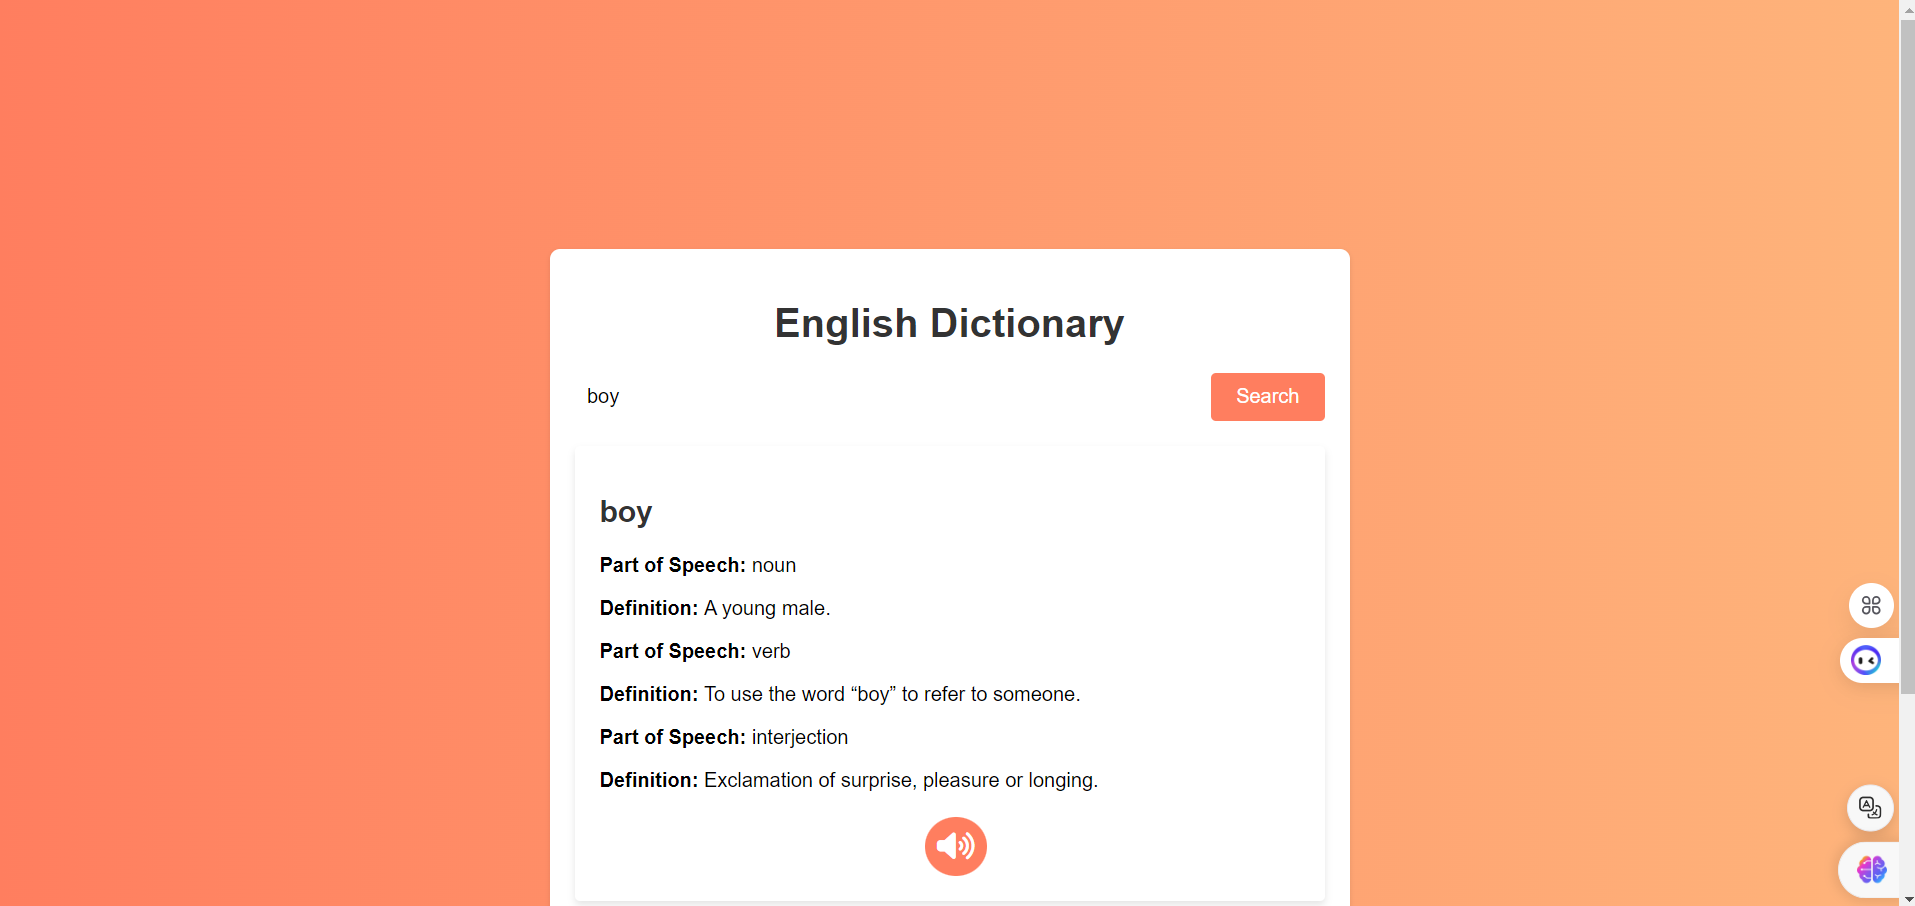 English Dictionary
boy
Search
boy
Part of Speech: noun
Definition: A young male.
Part of Speech: verb
Definition: To use the word “boy” to refer to someone.
Part of Speech: interjection
Definition: Exclamation of surprise, pleasure or longing.